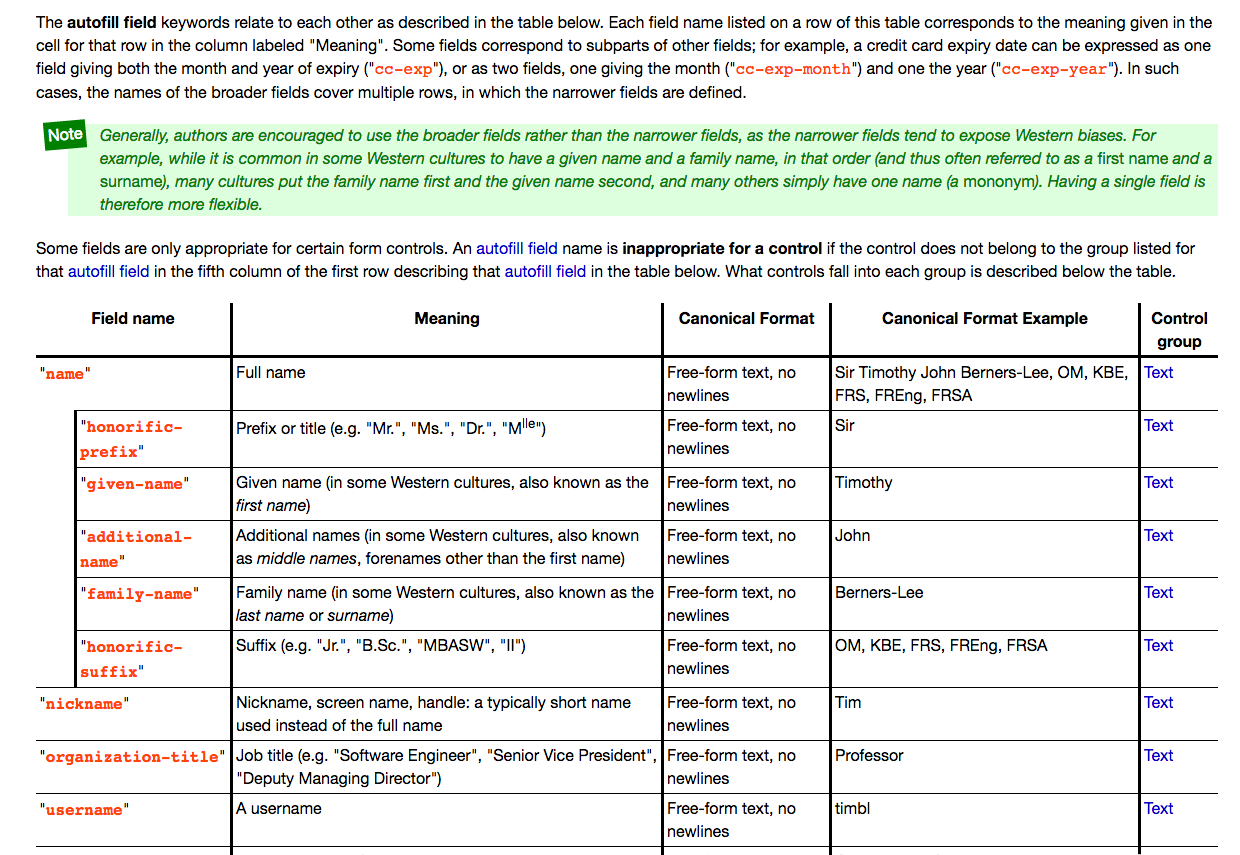 The autofill field keywords relate to each other as described in the table below. Each field name listed on a row of this table corresponds to the meaning given in the
cell for that row in the column labeled "Meaning". Some fields correspond to subparts of other fields; for example, a credit card expiry date can be expressed as one
field giving both the month and year of expiry ("cc-exp"), or as two fields, one giving the month ("cc-exp-month") and one the year ("cc-exp-year"). In such
cases, the names of the broader fields cover multiple rows, in which the narrower fields are defined.
Note
Generally, authors are encouraged to use the broader fields rather than the narrower fields, as the narrower fields tend to expose Western biases. For
example, while it is common in some Western cultures to have a given name and a family name, in that order (and thus often referred to as a first name and a
surname), many cultures put the family name first and the given name second, and many others simply have one name (a mononym). Having a single field is
therefore more flexible.
Some fields are only appropriate for certain form controls. An autofill field name is inappropriate for a control if the control does not belong to the group listed for
that autofill field in the fifth column of the first row describing that autofill field in the table below. What controls fall into each group is described below the table.
Field name Meaning Canonical Format Canonical Format Example Control
group
"name" Full name Free-form text, no Sir Timothy John Berners-Lee, OM, KBE, Text
newlines FRS, FREng, FRSA
"honorific- Prefix or title (e.g. "Mr.", "Ms.", "Dr.", "Mlle") Free-form text, no Sir Text
prefix" newlines
"given-name" Given name (in some Western cultures, also known as the Free-form text, no Timothy Text
first name) newlines
"additional- Additional names (in some Western cultures, also known Free-form text, no John Text
name" as middle names, forenames other than the first name) newlines
"family-name" Family name (in some Western cultures, also known as the Free-form text, no Berners-Lee Text
last name or surname) newlines
"honorific- Suffix (e.g. "Jr.", "B.Sc.", "MBASW", "II") Free-form text, no OM, KBE, FRS, FREng, FRSA Text
suffix" newlines
"nickname" Nickname, screen name, handle: a typically short name Free-form text, no Tim Text
used instead of the full name newlines
"organization-title" Job title (e.g. "Software Engineer", "Senior Vice President", Free-form text, no Professor Text
"Deputy Managing Director") newlines
"username" A username Free-form text, no timbl Text
newlines